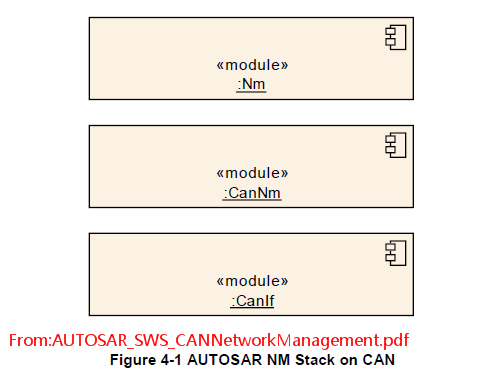 «module»
:Nm
«module»
:CanNm
«module»
:CanIf
From:AUTOSAR_SWS_CANNetworkManagement.pdf
Figure 4-1 AUTOSAR NM Stack on CAN